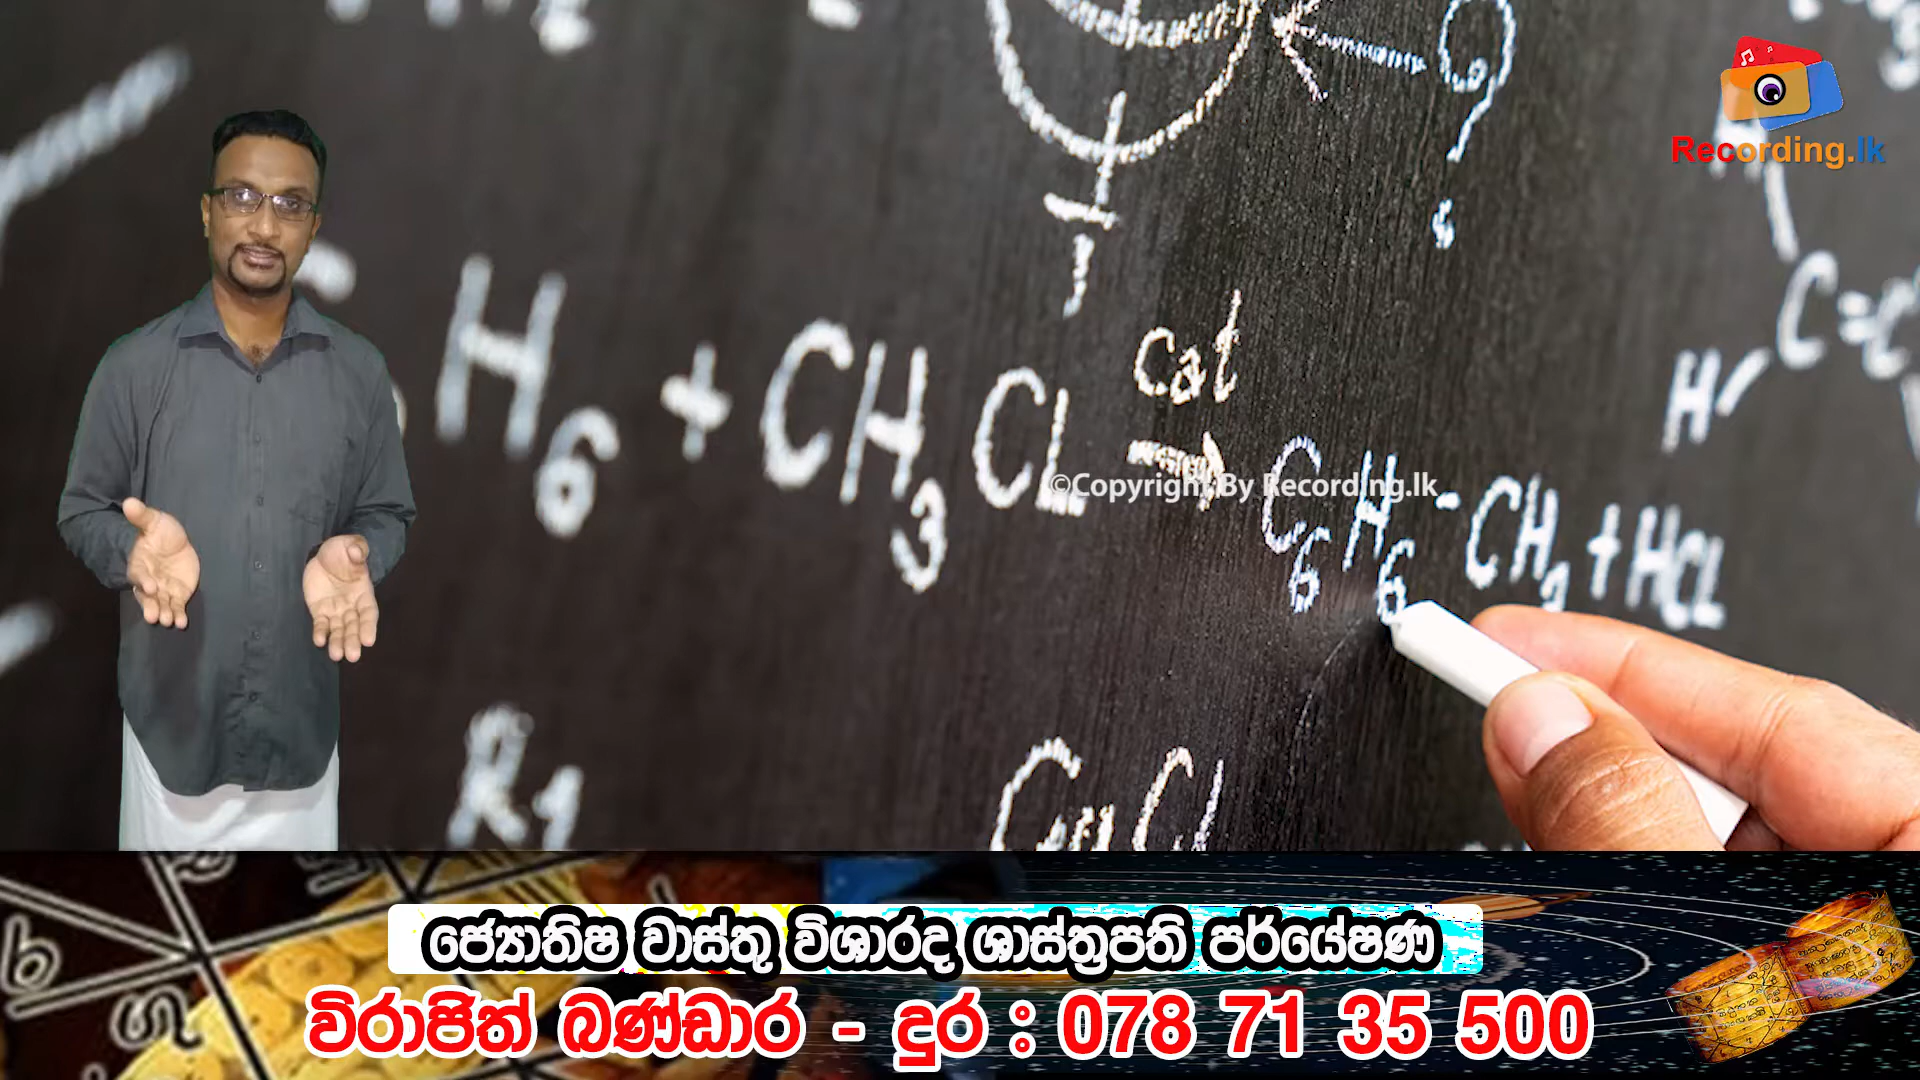 Recording.lk
cat
H6 + CH3 CL → C6H6-CH3 + HCL
H
C=C
H
©Copyright By Recording.lk
R1
ජ්‍යොතිෂ වාස්තු විශාරද ශාස්ත්‍රපති පර්යේෂණ
විරාජිත් බණ්ඩාර - දුර : 078 71 35 500